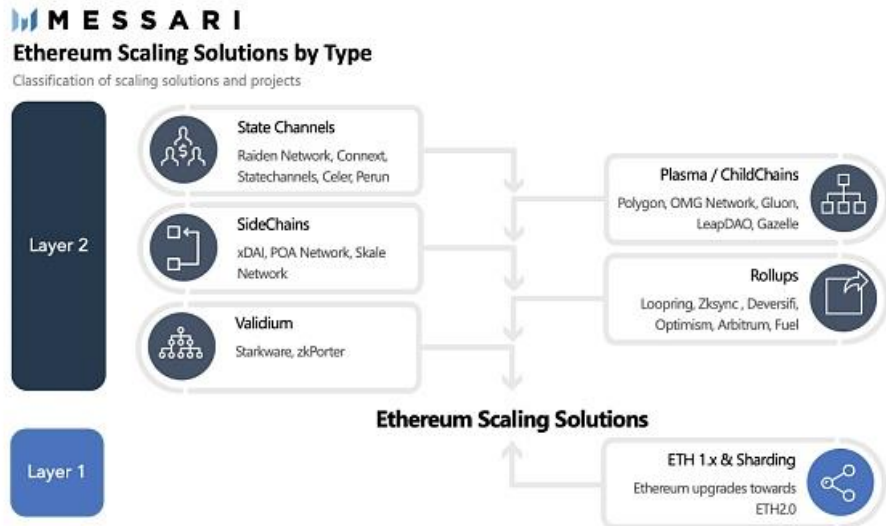 MESSARI
Ethereum Scaling Solutions by Type
Classification of scaling solutions and projects
Layer 2
State Channels
Raiden Network, Connext,
Statechannels, Celer, Perun
Plasma / ChildChains
Polygon, OMG Network, Gluon,
LeapDAO, Gazelle
SideChains
xDAI, POA Network, Skale
Network
Rollups
Loopring, Zksync , Deversifi,
Optimism, Arbitrum, Fuel
Validium
Starkware, zkPorter
Ethereum Scaling Solutions
Layer 1
ETH 1.x & Sharding
Ethereum upgrades towards
ETH2.0